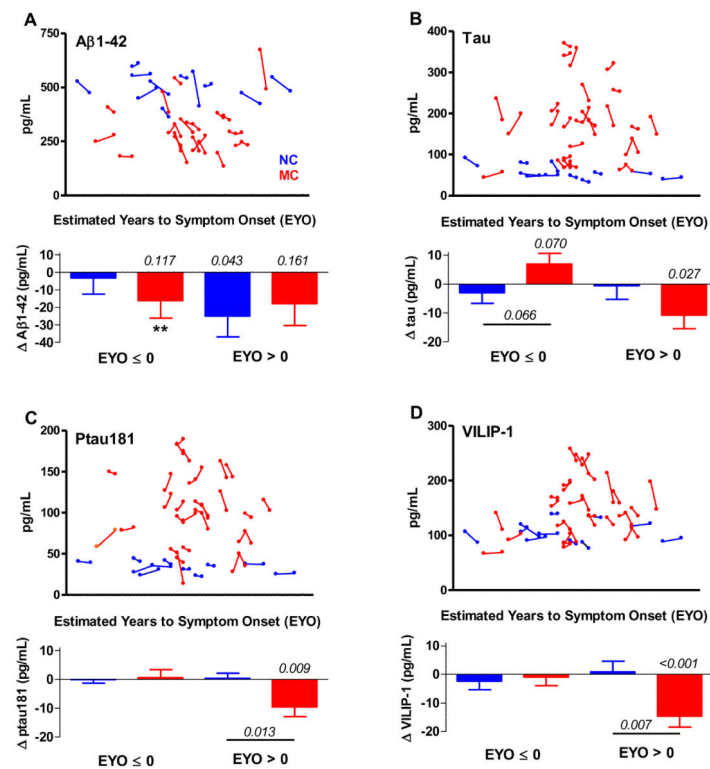 A
Aβ1-42
750
500
250
0
pg/mL
NC
MC
Estimated Years to Symptom Onset (EYO)
Δ Aβ1-42 (pg/mL)
10
0
-10
-20
-30
-40
0.117
0.043
0.161
**
EYO ≤ 0
EYO > 0
B
Tau
400
300
200
100
0
pg/mL
Estimated Years to Symptom Onset (EYO)
Δ tau (pg/mL)
10
0
-10
-20
0.070
0.027
0.066
EYO ≤ 0
EYO > 0
C
Ptau181
200
150
100
50
0
pg/mL
Estimated Years to Symptom Onset (EYO)
Δ ptau181 (pg/mL)
10
0
-10
-20
0.009
0.013
EYO ≤ 0
EYO > 0
D
VILIP-1
300
200
100
0
pg/mL
Estimated Years to Symptom Onset (EYO)
Δ VILIP-1 (pg/mL)
10
0
-10
-20
<0.001
0.007
EYO ≤ 0
EYO > 0